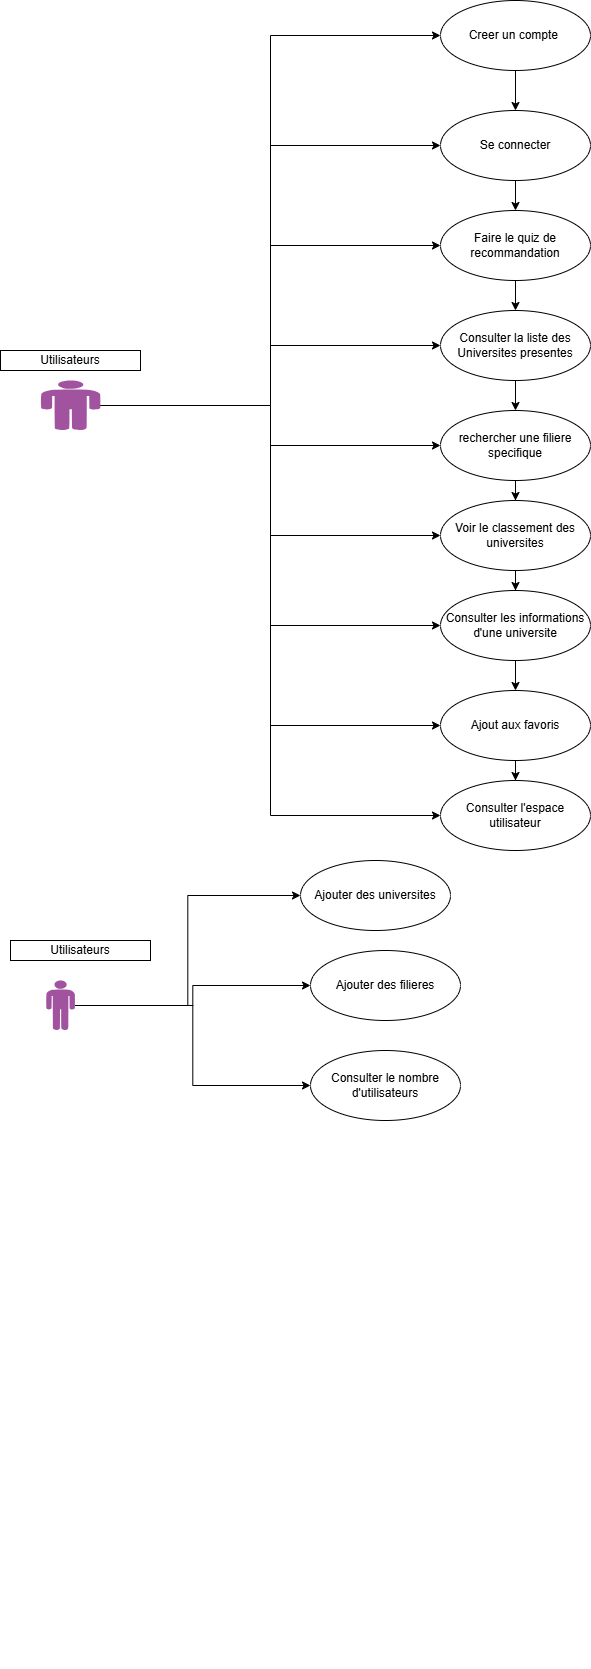 Creer un compte
Se connecter
Faire le quiz de
recommandation
Consulter la liste des
Universites presentes
Utilisateurs
rechercher une filiere
specifique
Voir le classement des
universites
Consulter les informations
d'une universite
Ajout aux favoris
Consulter l'espace
utilisateur
Ajouter des universites
Utilisateurs
Ajouter des filieres
Consulter le nombre
d'utilisateurs